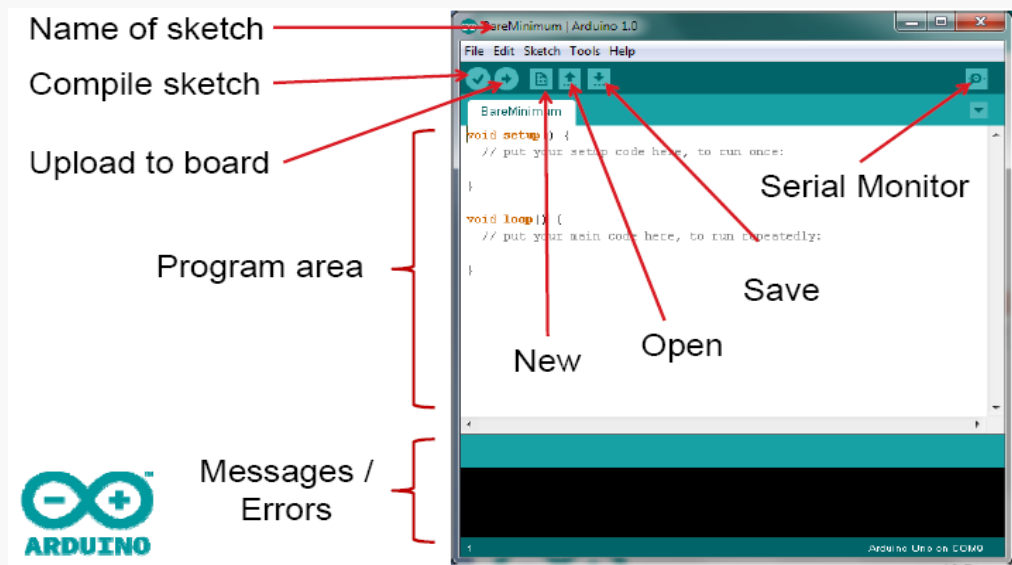 Name of sketch
Compile sketch
Upload to board
Program area
Messages /
Errors
ARDUINO
TM
BareMinimum | Arduino 1.0
File Edit Sketch Tools Help
BareMinimum
void setup() {
// put your setup code here, to run once:
}
void loop() {
// put your main code here, to run repeatedly:
}
Serial Monitor
Save
Open
New
1
Arduino Uno on COM9